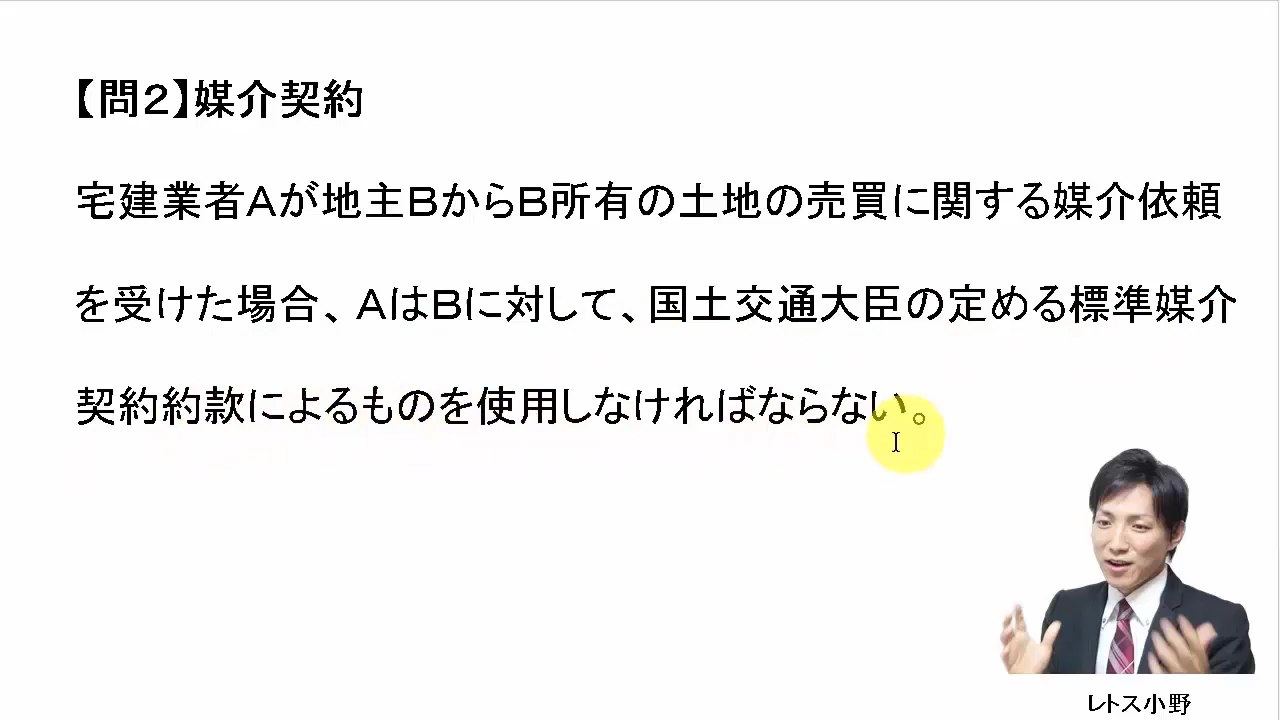 【問２】媒介契約
宅建業者Ａが地主ＢからＢ所有の土地の売買に関する媒介依頼
を受けた場合、ＡはＢに対して、国土交通大臣の定める標準媒介
契約約款によるものを使用しなければならない。
レトス小野